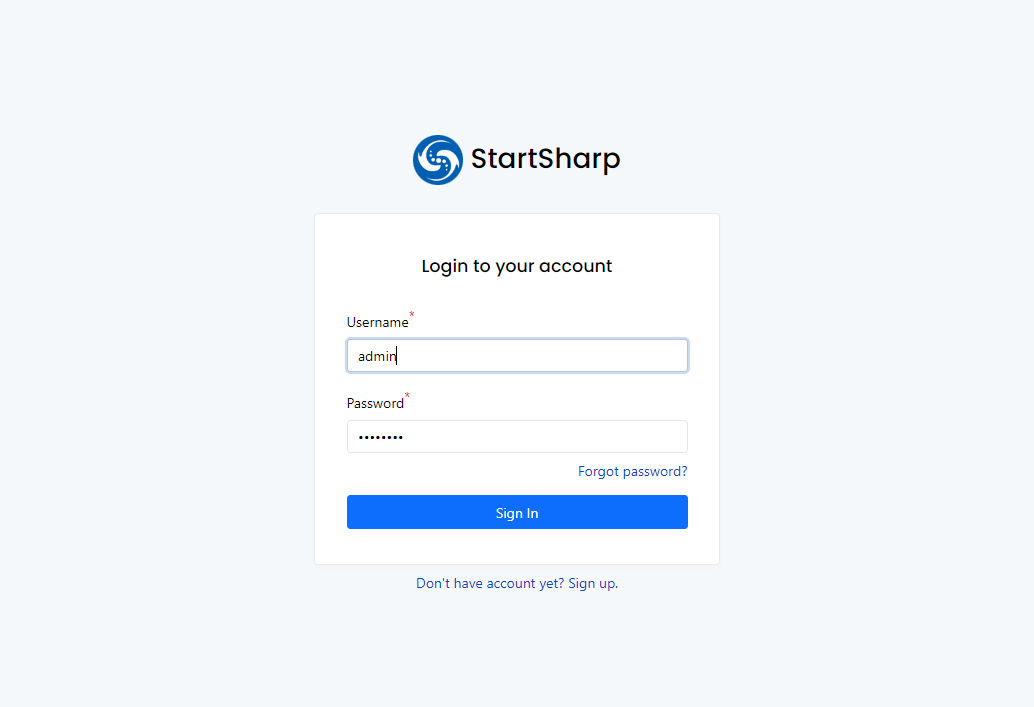 StartSharp
Login to your account
Username*
admin
Password*
••••••••
Forgot password?
Sign In
Don't have account yet? Sign up.